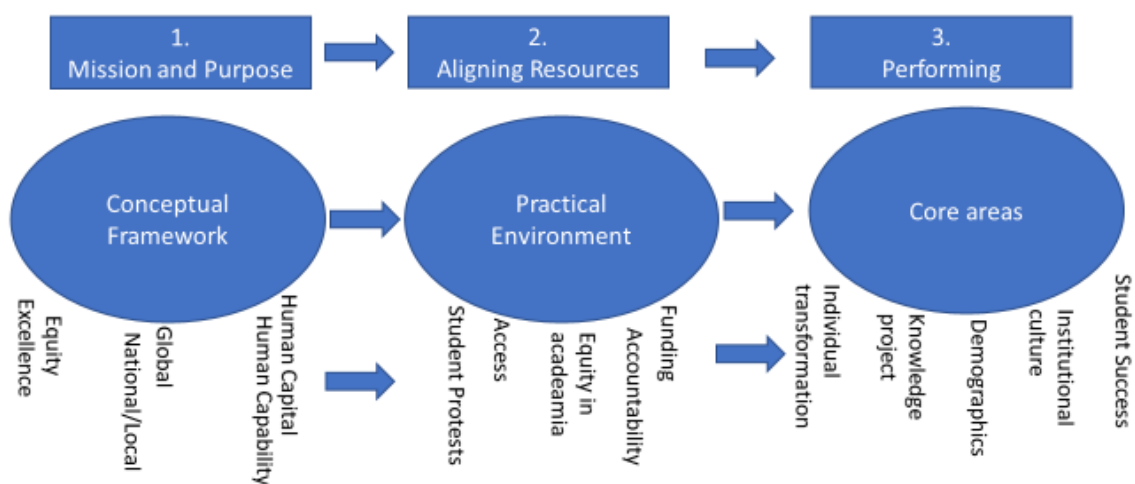 1.
Mission and Purpose
2.
Aligning Resources
3.
Performing
Conceptual
Framework
Practical
Environment
Core areas
Equity
Excellence
Global
National/Local
Human Capital
Human Capability
Student Protests
Access
Equity in
acadeamia
Accountability
Funding
Individual
transformation
Knowledge
project
Demographics
Institutional
culture
Student Success